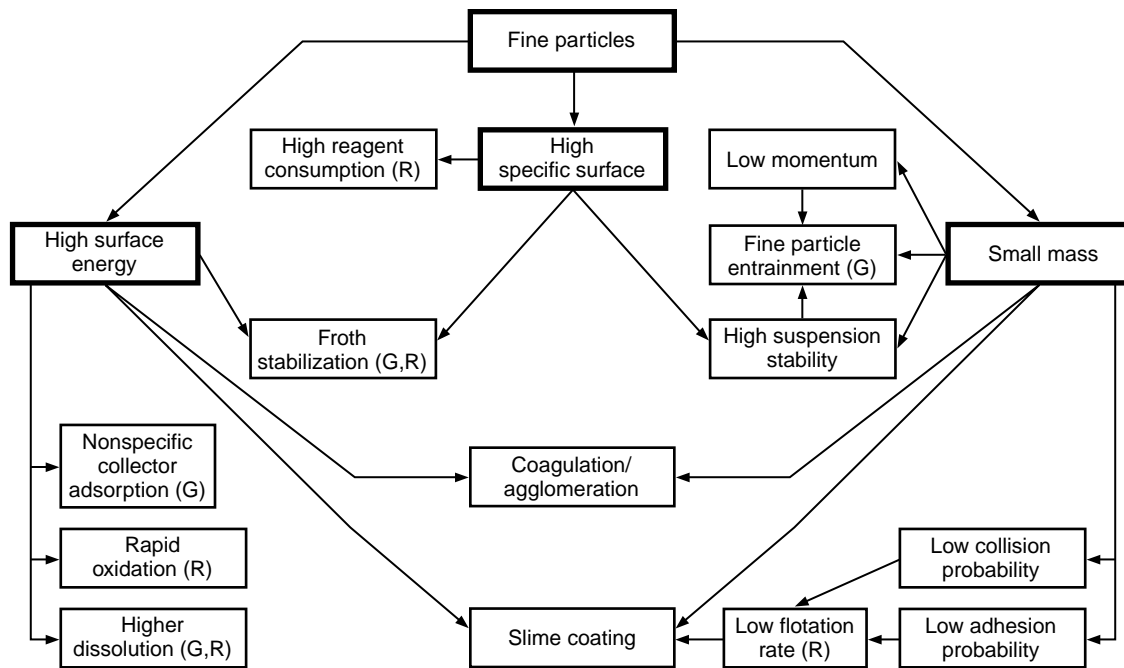 Fine particles
High reagent
consumption (R)
High
specific surface
Low momentum
High surface
energy
Fine particle
entrainment (G)
Small mass
Froth
stabilization (G,R)
High suspension
stability
Nonspecific
collector
adsorption (G)
Coagulation/
agglomeration
Rapid
oxidation (R)
Low collision
probability
Higher
dissolution (G,R)
Slime coating
Low flotation
rate (R)
Low adhesion
probability